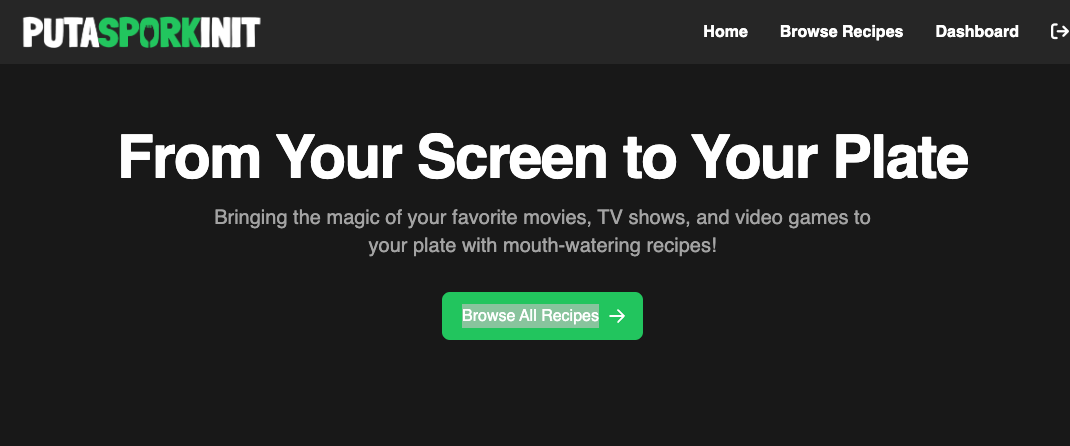 PUTASPORKINIT
Home Browse Recipes Dashboard
From Your Screen to Your Plate
Bringing the magic of your favorite movies, TV shows, and video games to
your plate with mouth-watering recipes!
Browse All Recipes